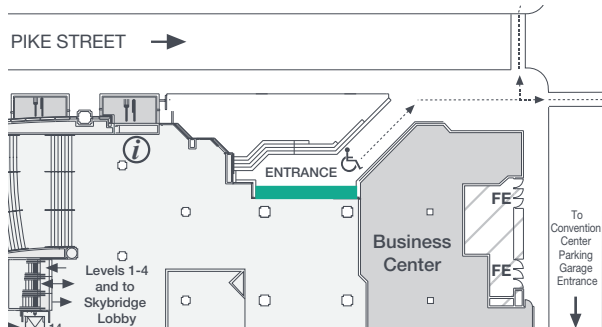 PIKE STREET
i
ENTRANCE
FE
To
Convention
Center
Parking
Garage
Entrance
Business
Center
FE
Levels 1-4
and to
Skybridge
Lobby